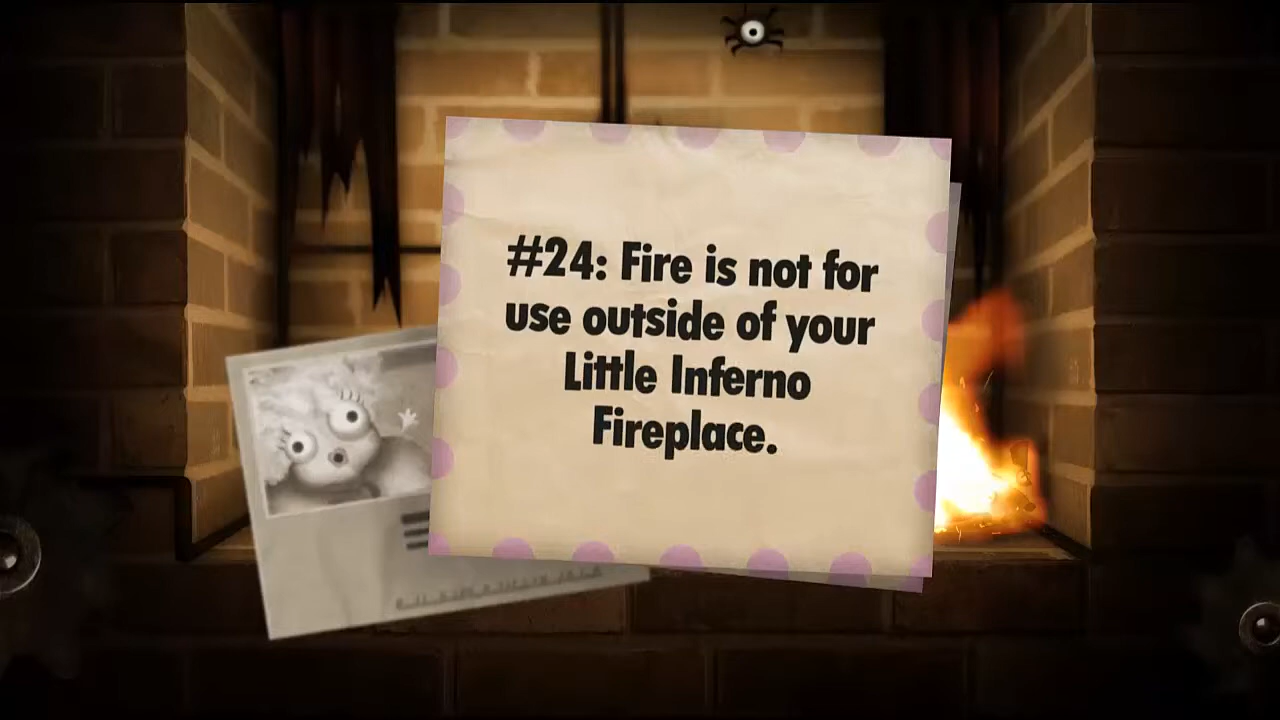 #24: Fire is not for
use outside of your
Little Inferno
Fireplace.